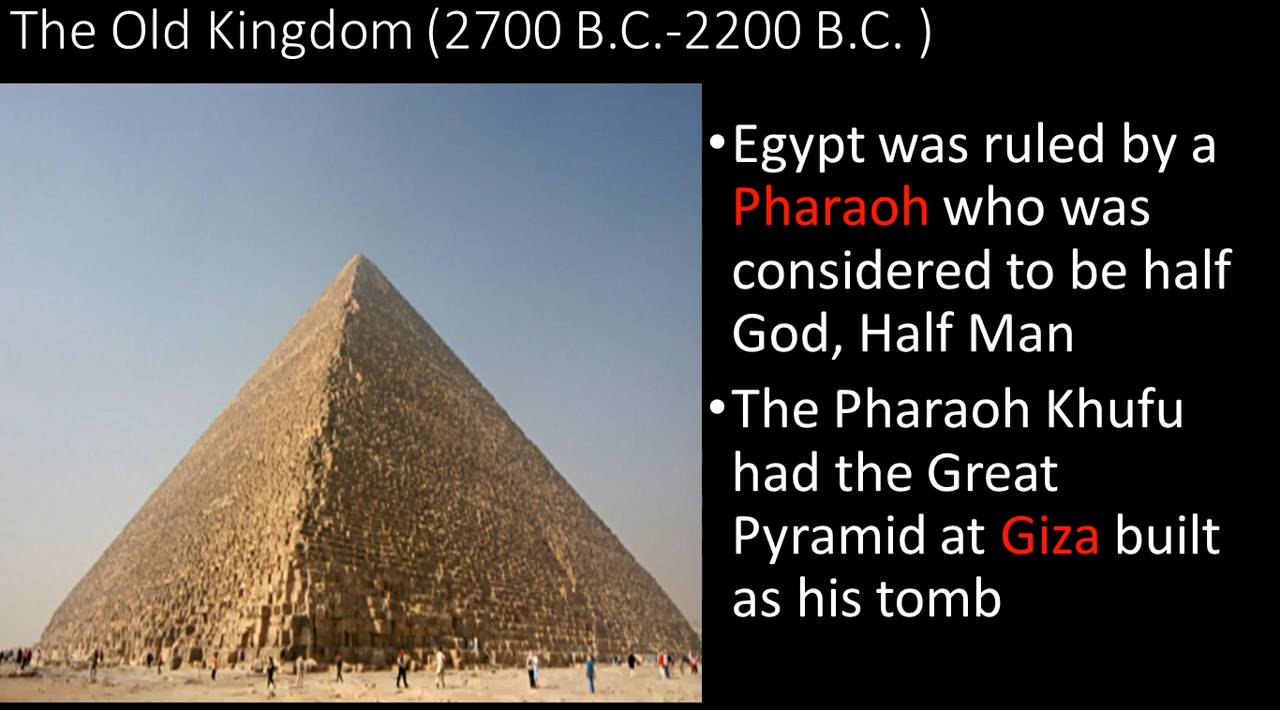 The Old Kingdom (2700 B.C.-2200 B.C. )
•Egypt was ruled by a
Pharaoh who was
considered to be half
God, Half Man
•The Pharaoh Khufu
had the Great
Pyramid at Giza built
as his tomb